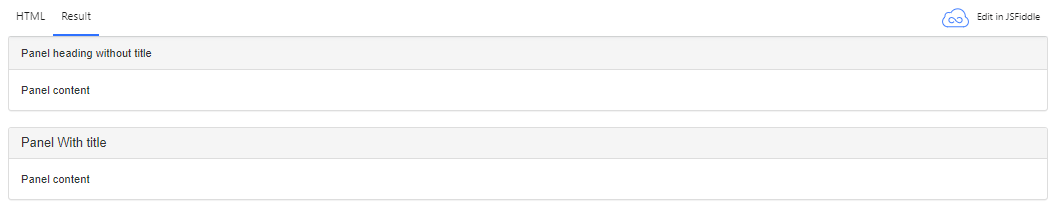 HTML Result Edit in JSFiddle
Panel heading without title
Panel content
Panel With title
Panel content